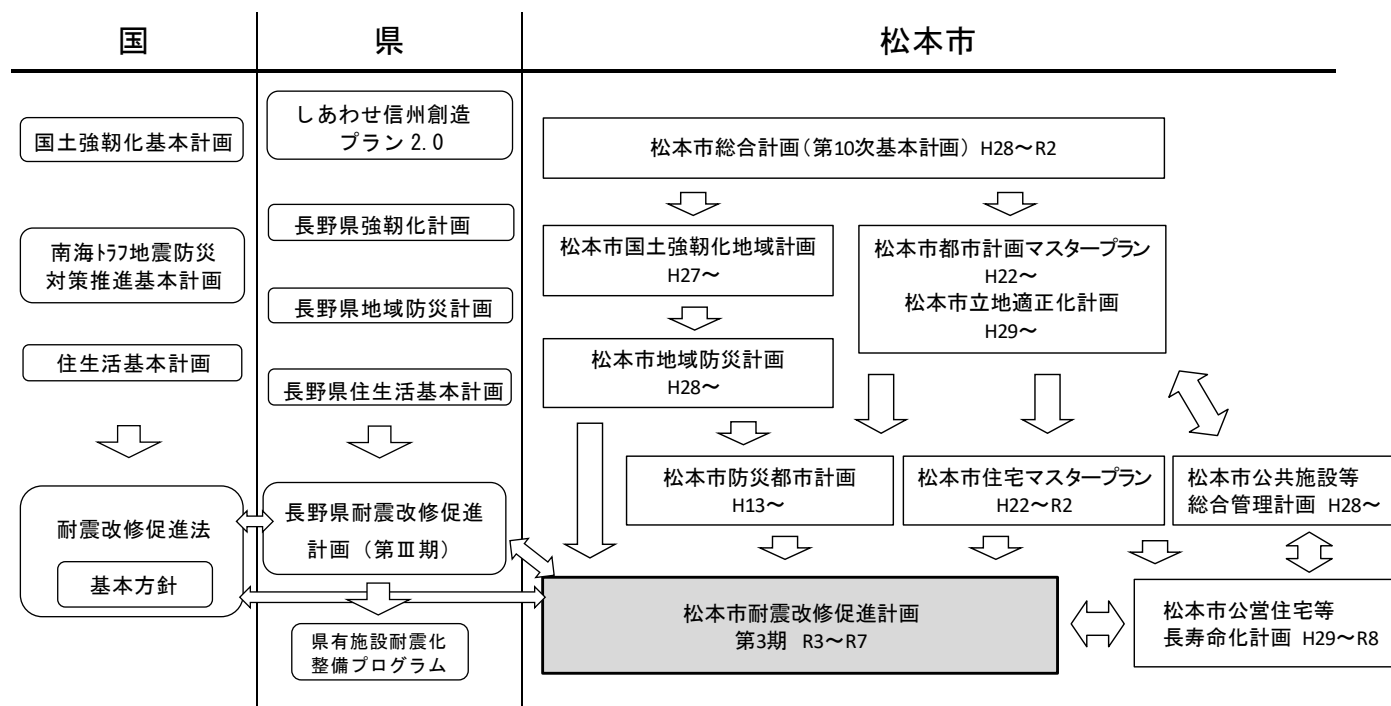 国
県
松本市
国土強靭化基本計画
南海ﾄﾗﾌ地震防災
対策推進基本計画
住生活基本計画
耐震改修促進法
基本方針
しあわせ信州創造
プラン 2.0
長野県強靭化計画
長野県地域防災計画
長野県住生活基本計画
長野県耐震改修促進
計画（第Ⅲ期）
県有施設耐震化
整備プログラム
松本市総合計画（第10次基本計画） H28～R2
松本市国土強靭化地域計画
H27～
松本市都市計画マスタープラン
H22～
松本市立地適正化計画
H29～
松本市地域防災計画
H28～
松本市防災都市計画
H13～
松本市住宅マスタープラン
H22～R2
松本市公共施設等
総合管理計画 H28～
松本市耐震改修促進計画
第3期 R3～R7
松本市公営住宅等
長寿命化計画 H29～R8